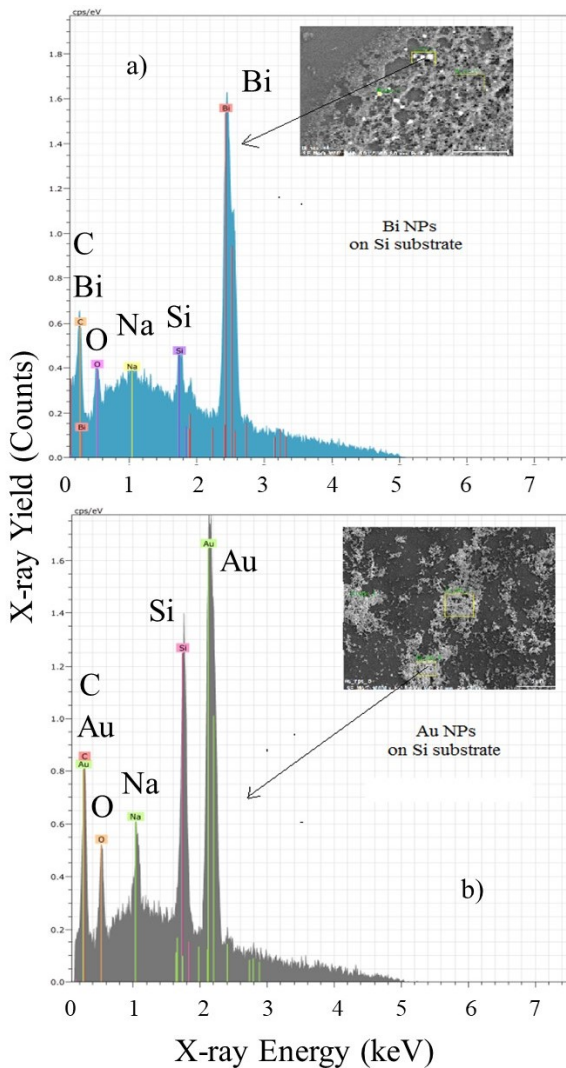 cps/eV
a)
Bi
1.8
1.6
Bi
1.4
Bi NPs
on Si substrate
1.2
1.0
C
0.8
Bi
Na
Si
C
0.6
O
Si
0.4
O
Na
0.2
Bi
0.0
0 1 2 3 4 5 6 7
X-ray Yield (Counts)
cps/eV
Au
1.6
Au
Si
1.4
Si
1.2
Au NPs
on Si substrate
C
1.0
Au
C
0.8
Au
O
Na
0.6
Na
O
b)
0.4
0.2
0.0
0 1 2 3 4 5 6 7
X-ray Energy (keV)